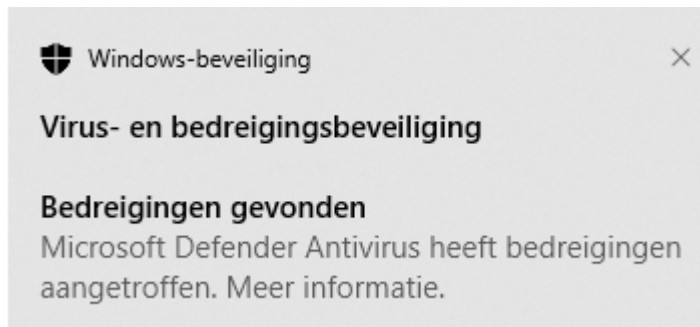 Windows-beveiliging
Virus- en bedreigingsbeveiliging
Bedreigingen gevonden
Microsoft Defender Antivirus heeft bedreigingen
aangetroffen. Meer informatie.